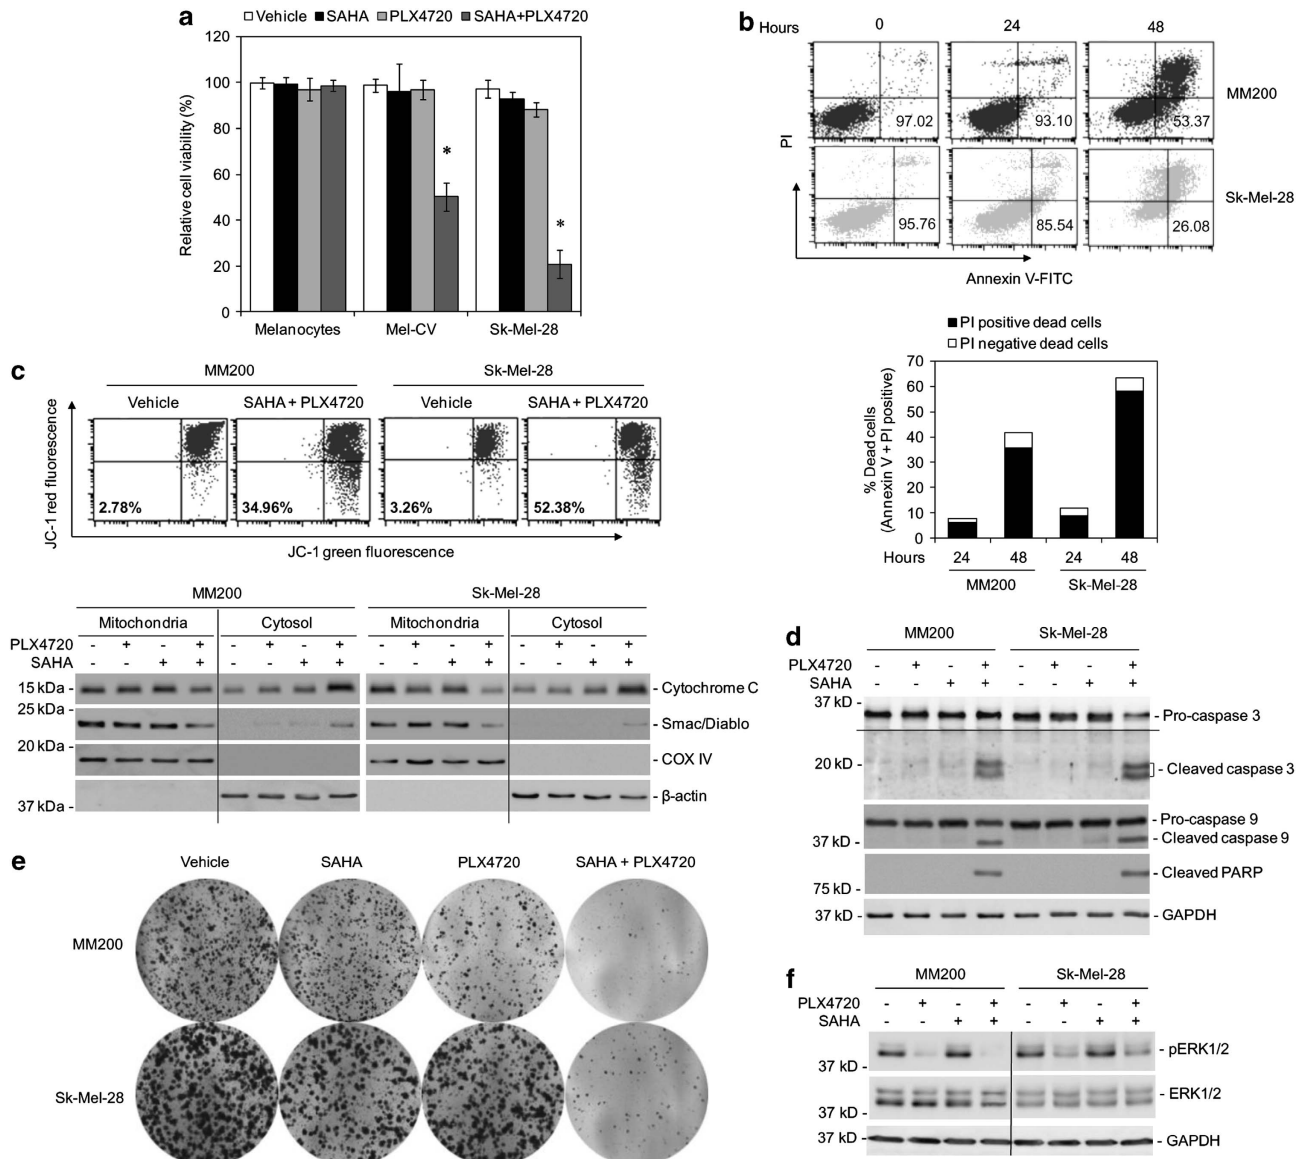 a
Vehicle SAHA PLX4720 SAHA+PLX4720
120
100
80
60
40
20
0
Relative cell viability (%)
*
*
Melanocytes Mel-CV Sk-Mel-28
b
Hours 0 24 48
97.02 93.10 53.37
MM200
95.76 85.54 26.08
Sk-Mel-28
PI
Annexin V-FITC
PI positive dead cells
PI negative dead cells
70
60
50
40
30
20
10
0
% Dead cells
(Annexin V + PI positive)
Hours 24 48 24 48
MM200 Sk-Mel-28
c
MM200 Sk-Mel-28
Vehicle SAHA + PLX4720 Vehicle SAHA + PLX4720
2.78% 34.96% 3.26% 52.38%
JC-1 red fluorescence
JC-1 green fluorescence
MM200 Sk-Mel-28
Mitochondria Cytosol Mitochondria Cytosol
PLX4720 - + - + - + - + - + - + - + - +
SAHA - - + + - - + + - - + + - - + +
15 kDa - - Cytochrome C
25 kDa -
- Smac/Diablo
20 kDa -
- COX IV
- β-actin
37 kDa -
d
MM200 Sk-Mel-28
PLX4720 - + - + - + - +
SAHA - - + + - - + +
37 kD -
- Pro-caspase 3
20 kD - - Cleaved caspase 3
- Pro-caspase 9
37 kD - - Cleaved caspase 9
- Cleaved PARP
75 kD -
37 kD - - GAPDH
e
Vehicle SAHA PLX4720 SAHA + PLX4720
MM200
Sk-Mel-28
f
MM200 Sk-Mel-28
PLX4720 - + - + - + - +
SAHA - - + + - - + +
- pERK1/2
37 kD -
- ERK1/2
37 kD -
37 kD - - GAPDH